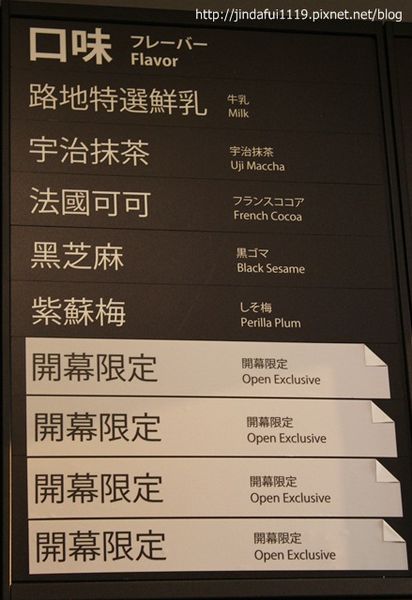 http://jindafui1119.pixnet.net/blog
口味 フレーバー
Flavor
路地特選鮮乳 牛乳
Milk
宇治抹茶 宇治抹茶
Uji Maccha
法國可可 フランスココア
French Cocoa
黑芝麻 黒ゴマ
Black Sesame
紫蘇梅 しそ梅
Perilla Plum
開幕限定 開幕限定
Open Exclusive
開幕限定 開幕限定
Open Exclusive
開幕限定 開幕限定
Open Exclusive
開幕限定 開幕限定
Open Exclusive